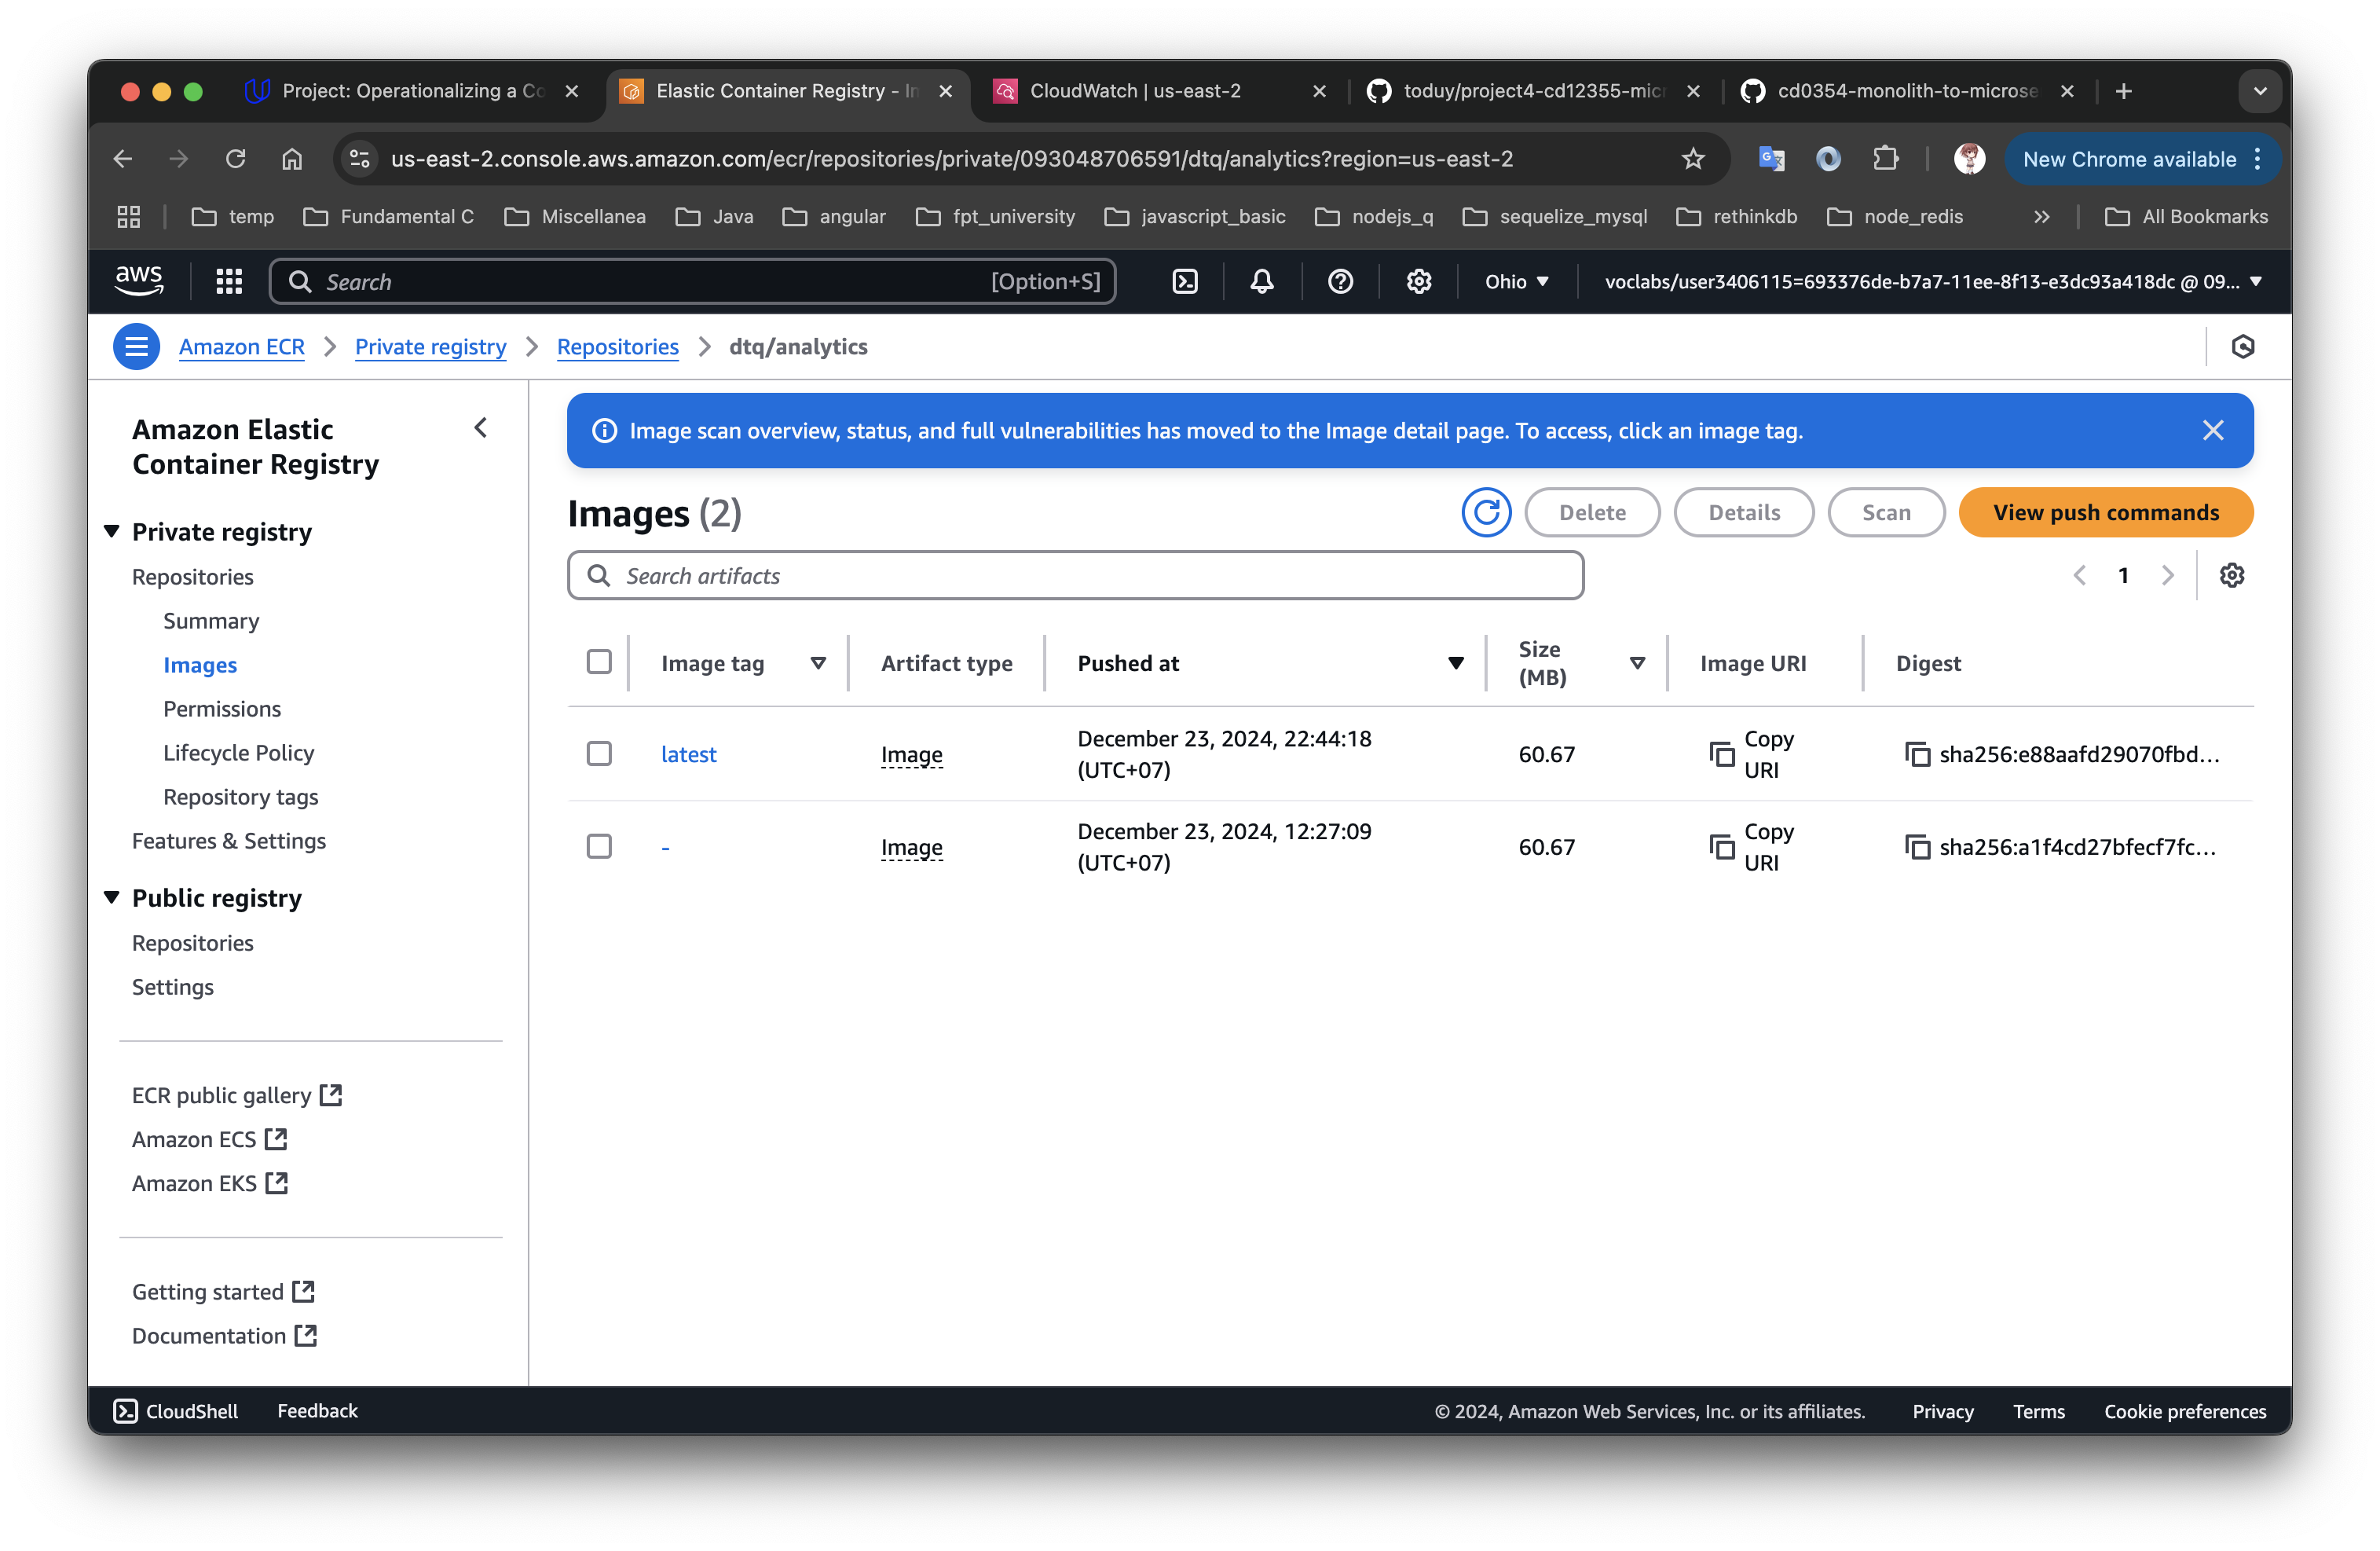 Project: Operationalizing a Co
Elastic Container Registry - In
CloudWatch | us-east-2
toduy/project4-cd12355-micr
cd0354-monolith-to-microse
us-east-2.console.aws.amazon.com/ecr/repositories/private/093048706591/dtq/analytics?region=us-east-2
New Chrome available
temp
Fundamental C
Miscellanea
Java
angular
fpt_university
javascript_basic
nodejs_q
sequelize_mysql
rethinkdb
node_redis
»
All Bookmarks
aws
Search
[Option+S]
Ohio
voclabs/user3406115=693376de-b7a7-11ee-8f13-e3dc93a418dc @ 09...
Amazon ECR
Private registry
Repositories
dtq/analytics
Amazon Elastic
Container Registry
Private registry
Repositories
Summary
Images
Permissions
Lifecycle Policy
Repository tags
Features & Settings
Public registry
Repositories
Settings
ECR public gallery
Amazon ECS
Amazon EKS
Getting started
Documentation
Image scan overview, status, and full vulnerabilities has moved to the Image detail page. To access, click an image tag.
Images (2)
Delete
Details
Scan
View push commands
Search artifacts
1
Image tag
Artifact type
Pushed at
Size
(MB)
Image URI
Digest
latest
Image
December 23, 2024, 22:44:18
(UTC+07)
60.67
Copy
URI
sha256:e88aafd29070fbd...
-
Image
December 23, 2024, 12:27:09
(UTC+07)
60.67
Copy
URI
sha256:a1f4cd27bfecf7fc...
CloudShell
Feedback
© 2024, Amazon Web Services, Inc. or its affiliates.
Privacy
Terms
Cookie preferences